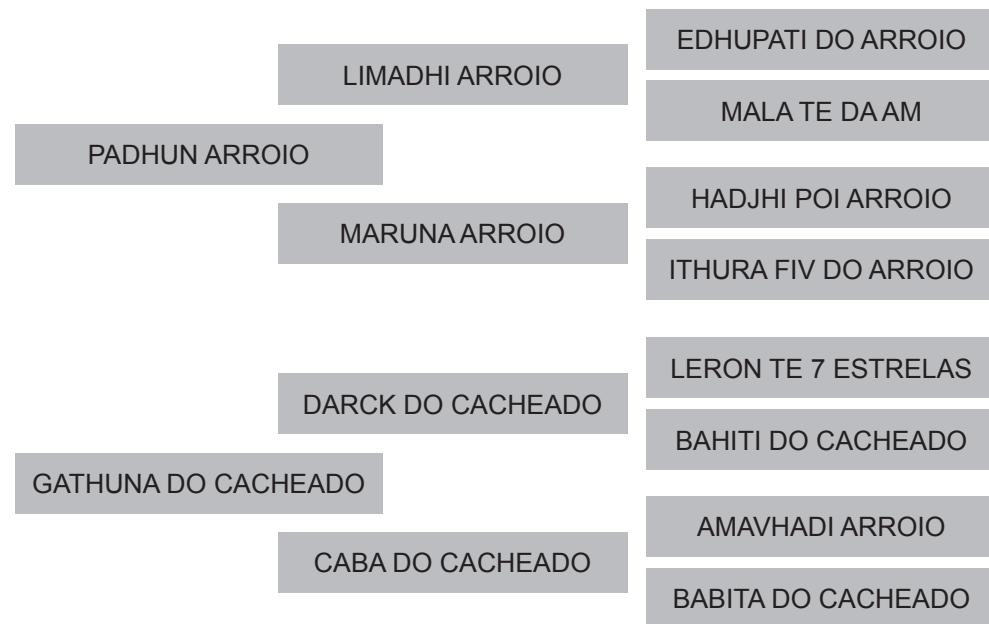 EDHUPATI DO ARROIO
LIMADHI ARROIO
MALA TE DA AM
PADHUN ARROIO
HADJHI POI ARROIO
MARUNA ARROIO
ITHURA FIV DO ARROIO
LERON TE 7 ESTRELAS
DARCK DO CACHEADO
BAHITI DO CACHEADO
GATHUNA DO CACHEADO
AMAVHADI ARROIO
CABA DO CACHEADO
BABITA DO CACHEADO